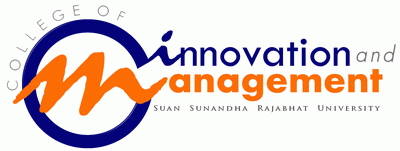 COLLEGE OF
innovation and
management
SUAN SUNANDHA RAJABHAT UNIVERSITY